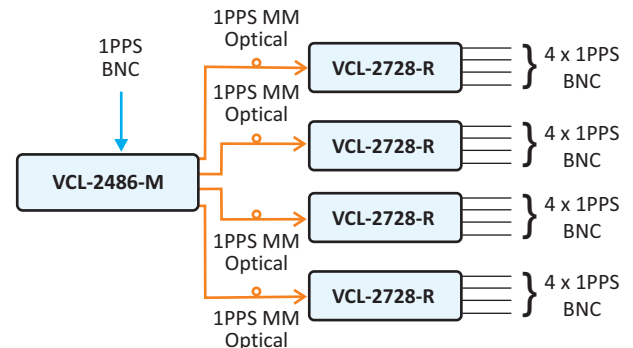 1PPS MM
Optical
1PPS
BNC
VCL-2728-R
4 x 1PPS
BNC
1PPS MM
Optical
VCL-2728-R
4 x 1PPS
BNC
VCL-2486-M
VCL-2728-R
4 x 1PPS
BNC
1PPS MM
Optical
VCL-2728-R
4 x 1PPS
BNC
1PPS MM
Optical